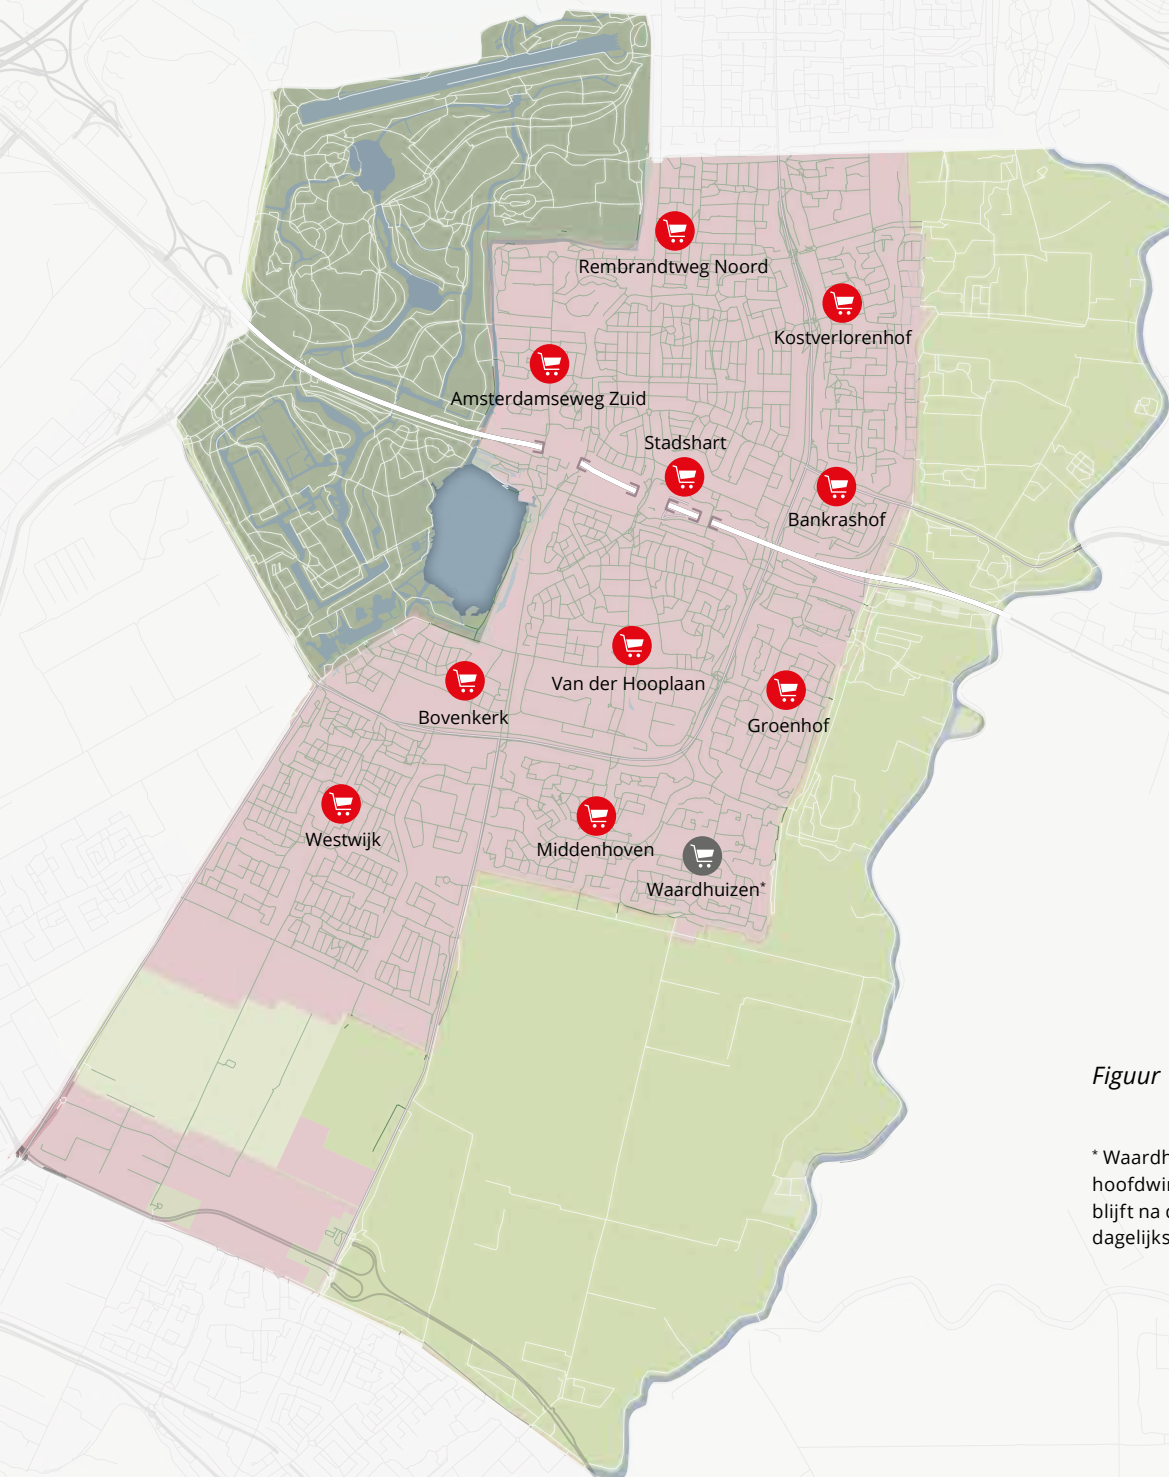 Rembrandtweg Noord
Kostverlorenhof
Amsterdamseweg Zuid
Stadshart
Bankrashof
Van der Hooplaan
Bovenkerk
Groenhof
Westwijk
Middenhoven
Waardhuizen*
Figuur
* Waardh
hoofdwin
blijft na d
dagelijks